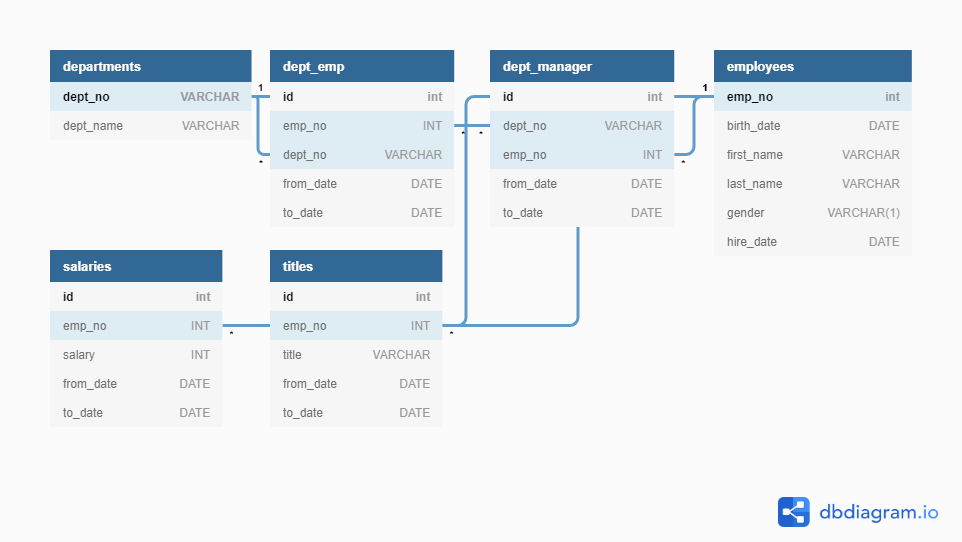 departments
dept_no VARCHAR
dept_name VARCHAR
1
*
dept_emp
id int
emp_no INT
dept_no VARCHAR
from_date DATE
to_date DATE
*
*
dept_manager
id int
dept_no VARCHAR
emp_no INT
from_date DATE
to_date DATE
1
*
employees
emp_no int
birth_date DATE
first_name VARCHAR
last_name VARCHAR
gender VARCHAR(1)
hire_date DATE
salaries
id int
emp_no INT
salary INT
from_date DATE
to_date DATE
*
titles
id int
emp_no INT
title VARCHAR
from_date DATE
to_date DATE
*
dbdiagram.io